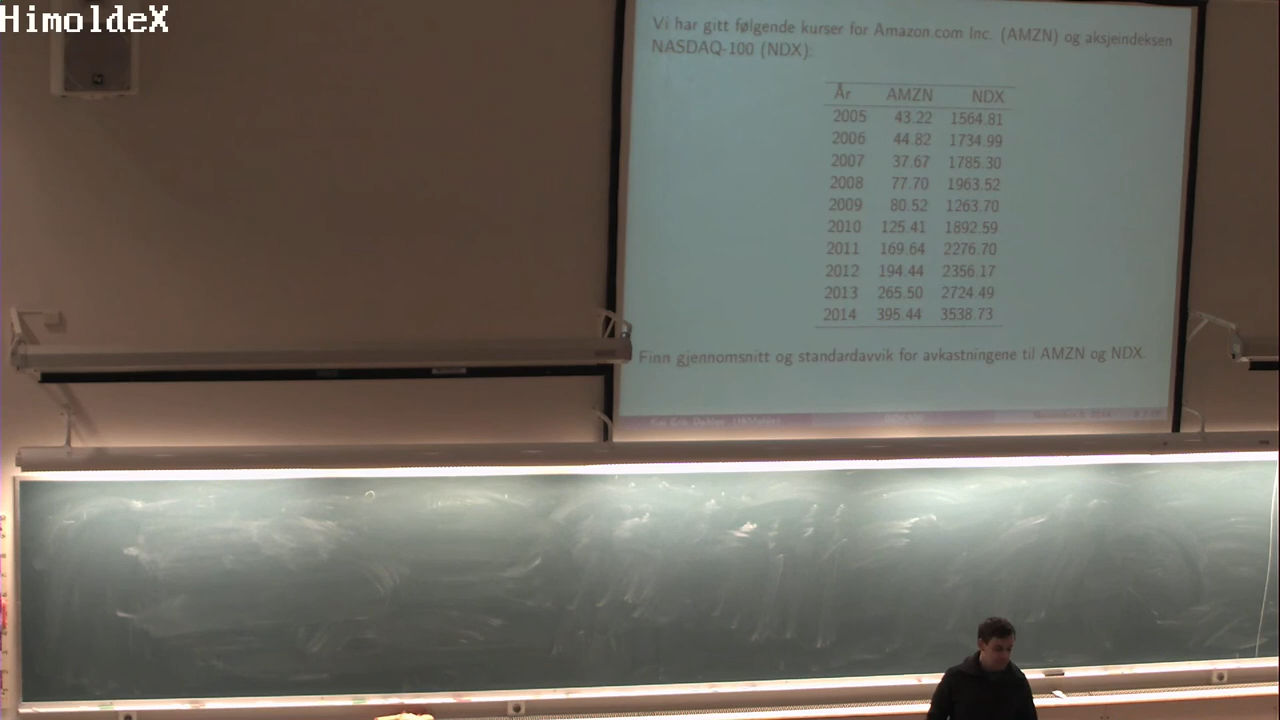 HimoldeX
Vi har gitt følgende kurser for Amazon.com Inc. (AMZN) og aksjeindeksen
NASDAQ-100 (NDX):
År AMZN NDX
2005 43.22 1564.81
2006 44.82 1734.99
2007 37.67 1785.30
2008 77.70 1963.52
2009 80.52 1263.70
2010 125.41 1892.59
2011 169.64 2276.70
2012 194.44 2356.17
2013 265.50 2724.49
2014 395.44 3538.73
Finn gjennomsnitt og standardavvik for avkastningene til AMZN og NDX.